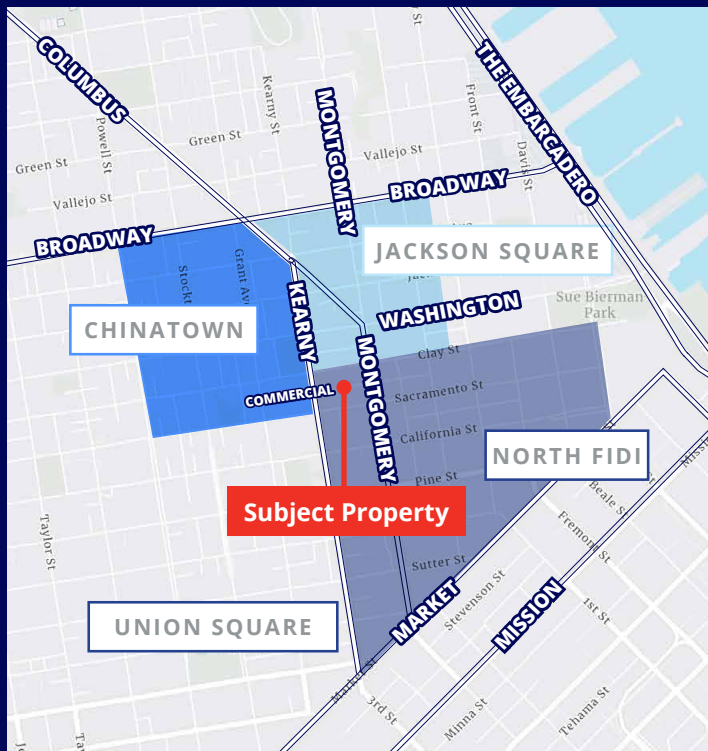 COLUMBUS
Powell St
Kearny St
MONTGOMERY
Front St
Davis St
THE EMBARCADERO
Green St
Green St
Vallejo St
Vallejo St
BROADWAY
BROADWAY
JACKSON SQUARE
Grant Ave
KEARNY
WASHINGTON
Sue Bierman
Park
CHINATOWN
Clay St
COMMERCIAL
MONTGOMERY
Sacramento St
California St
NORTH FIDI
Pine St
Beale St
Subject Property
Fremont St
Taylor St
Sutter St
Stevenson St
1st St
UNION SQUARE
MARKET
MISSION
Market St
3rd St
Minna St
Tehama St